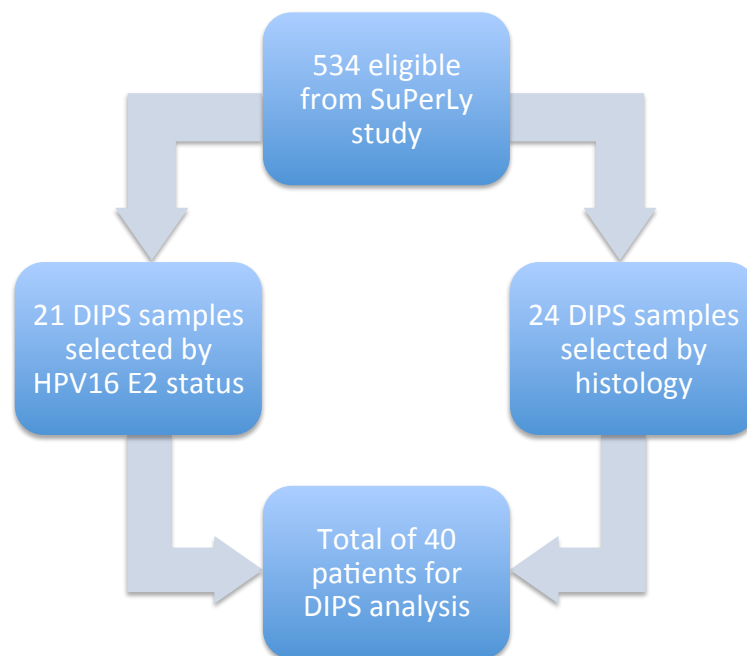 534 eligible
from SuPerLy
study
21 DIPS samples
selected by
HPV16 E2 status
24 DIPS samples
selected by
histology
Total of 40
patients for
DIPS analysis